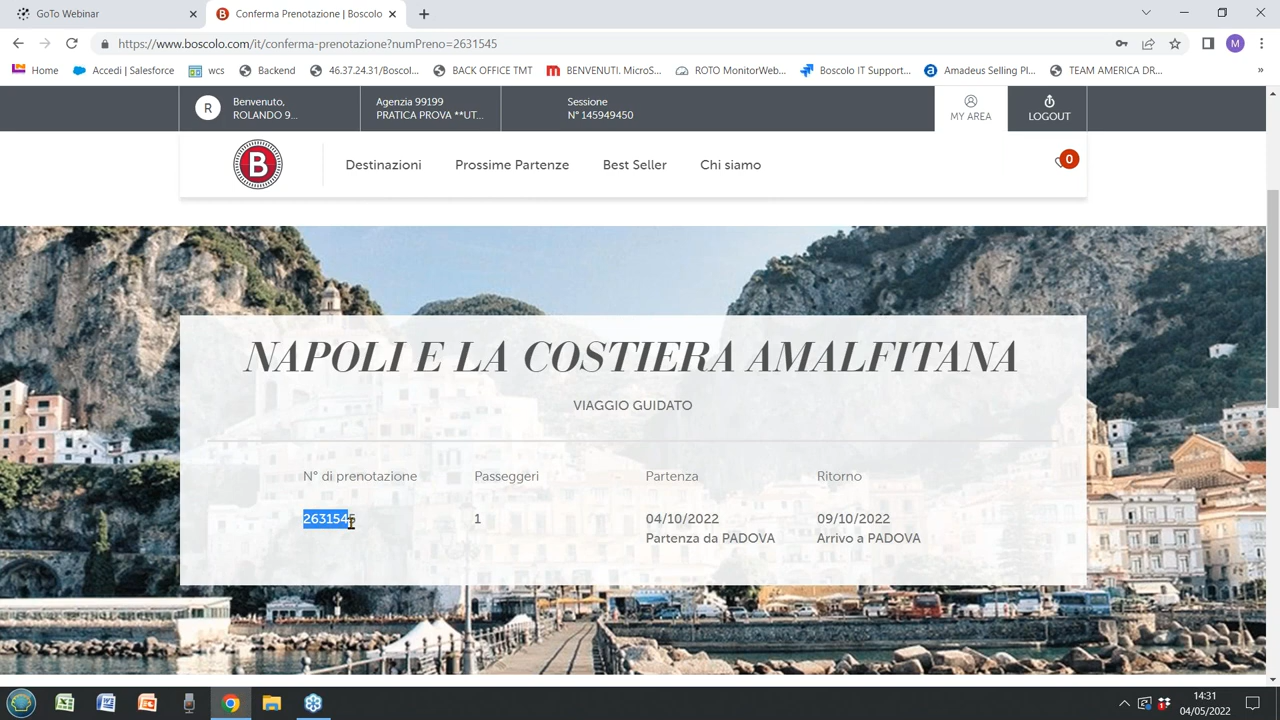 GoTo Webinar
Conferma Prenotazione | Boscolo
https://www.boscolo.com/it/conferma-prenotazione?numPreno=2631545
M
Home
Accedi | Salesforce
wcs
Backend
46.37.24.31/Boscol...
BACK OFFICE TMT
BENVENUTI. MicroS...
ROTO MonitorWeb...
Boscolo IT Support...
Amadeus Selling Pl...
TEAM AMERICA DR...
»
R
Benvenuto,
ROLANDO 9...
Agenzia 99199
PRATICA PROVA **UT...
Sessione
N° 145949450
MY AREA
LOGOUT
B
Destinazioni
Prossime Partenze
Best Seller
Chi siamo
0
NAPOLI E LA COSTIERA AMALFITANA
VIAGGIO GUIDATO
N° di prenotazione
Passeggeri
Partenza
Ritorno
2631545
1
04/10/2022
09/10/2022
Partenza da PADOVA
Arrivo a PADOVA
14:31
04/05/2022